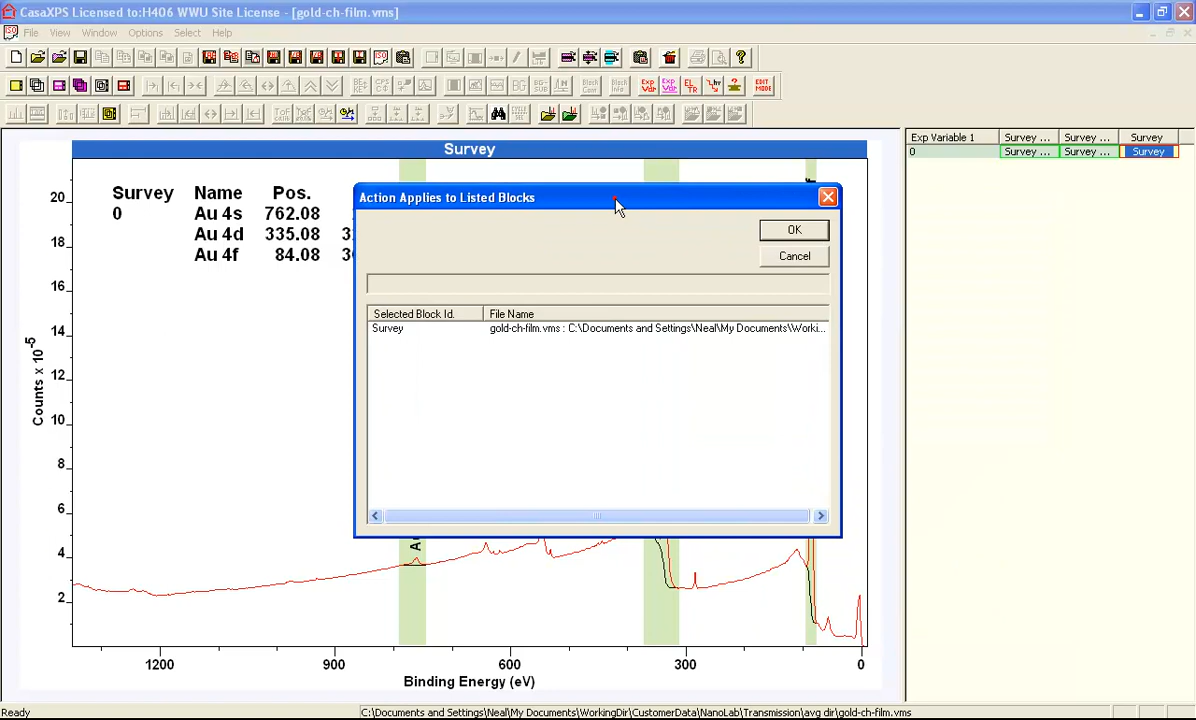 CasaXPS Licensed to:H406 WWU Site License - [gold-ch-film.vms]
File View Window Options Select Help
Survey
Survey Name Pos.
0 Au 4s 762.08
Au 4d 335.08
Au 4f 84.08
20
18
16
14
12
10
8
6
4
2
Counts x 10-5
1200 900 600 300 0
Binding Energy (eV)
Action Applies to Listed Blocks
OK
Cancel
Selected Block Id. File Name
Survey gold-ch-film.vms : C:\Documents and Settings\Neal\My Documents\Worki...
Exp Variable 1 Survey ... Survey ... Survey
0 Survey ... Survey ... Survey
Ready C:\Documents and Settings\Neal\My Documents\WorkingDir\CustomerData\NanoLab\Transmission\avg dir\gold-ch-film.vms